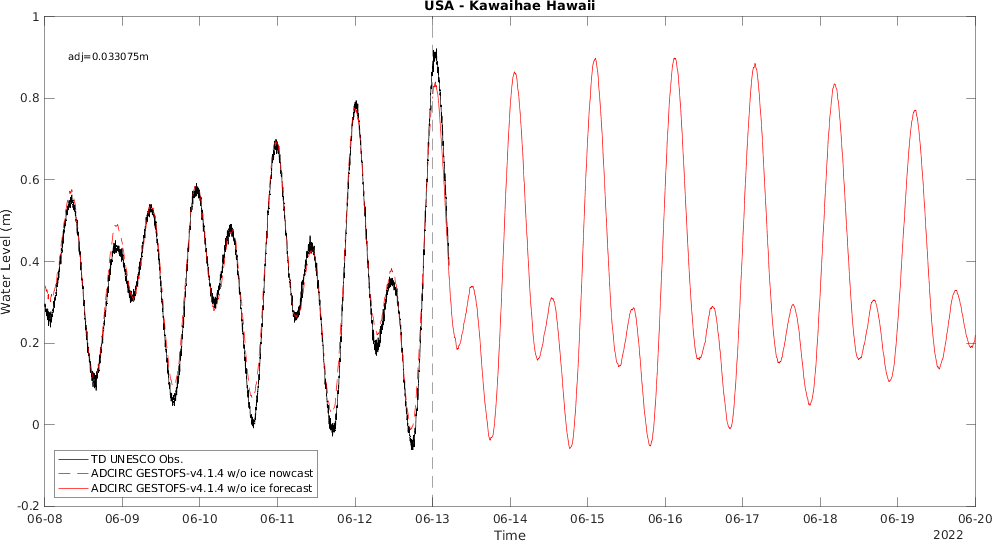 USA - Kawaihae Hawaii
adj=0.033075m
Water Level (m)
1
0.8
0.6
0.4
0.2
0
-0.2
TD UNESCO Obs.
ADCIRC GESTOFS-v4.1.4 w/o ice nowcast
ADCIRC GESTOFS-v4.1.4 w/o ice forecast
06-08 06-09 06-10 06-11 06-12 06-13 06-14 06-15 06-16 06-17 06-18 06-19 06-20
Time
2022